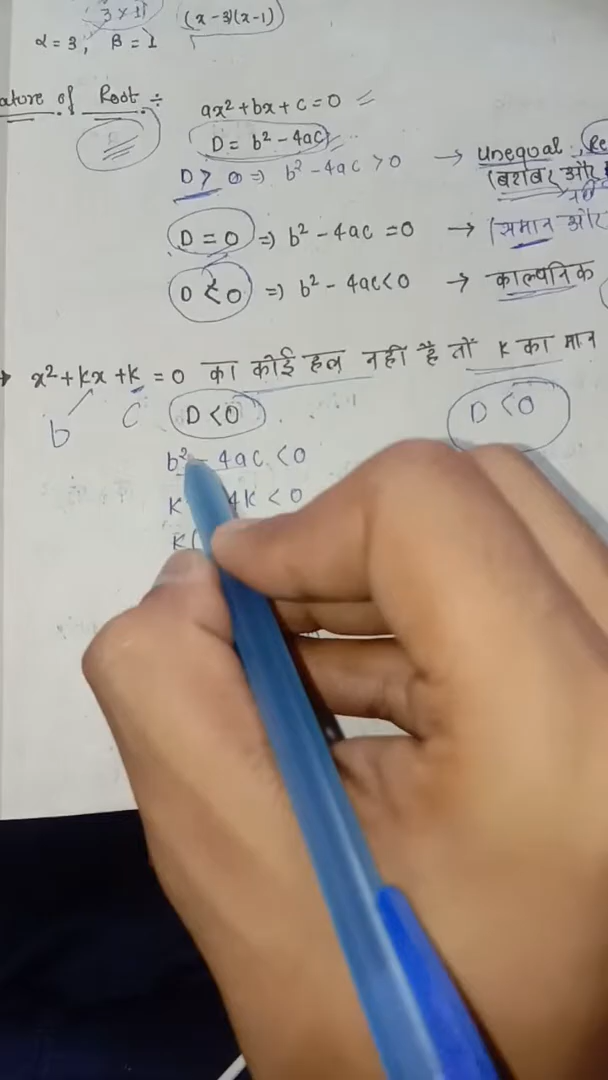 3 x 1 (x-3)(x-1)
α = 3, β = 1
ature of Root ÷
ax² + bx + c = 0
D = b² - 4ac
D > 0 => b² - 4ac > 0 → unequal, Re
(बराबर और
नहीं
D = 0 => b² - 4ac = 0 → (समान और
D < 0 => b² - 4ac < 0 → काल्पनिक
x² + kx + k = 0 का कोई हल नहीं है तो K का मान
b c D < 0 D < 0
b² - 4ac < 0
K 4K < 0
K(